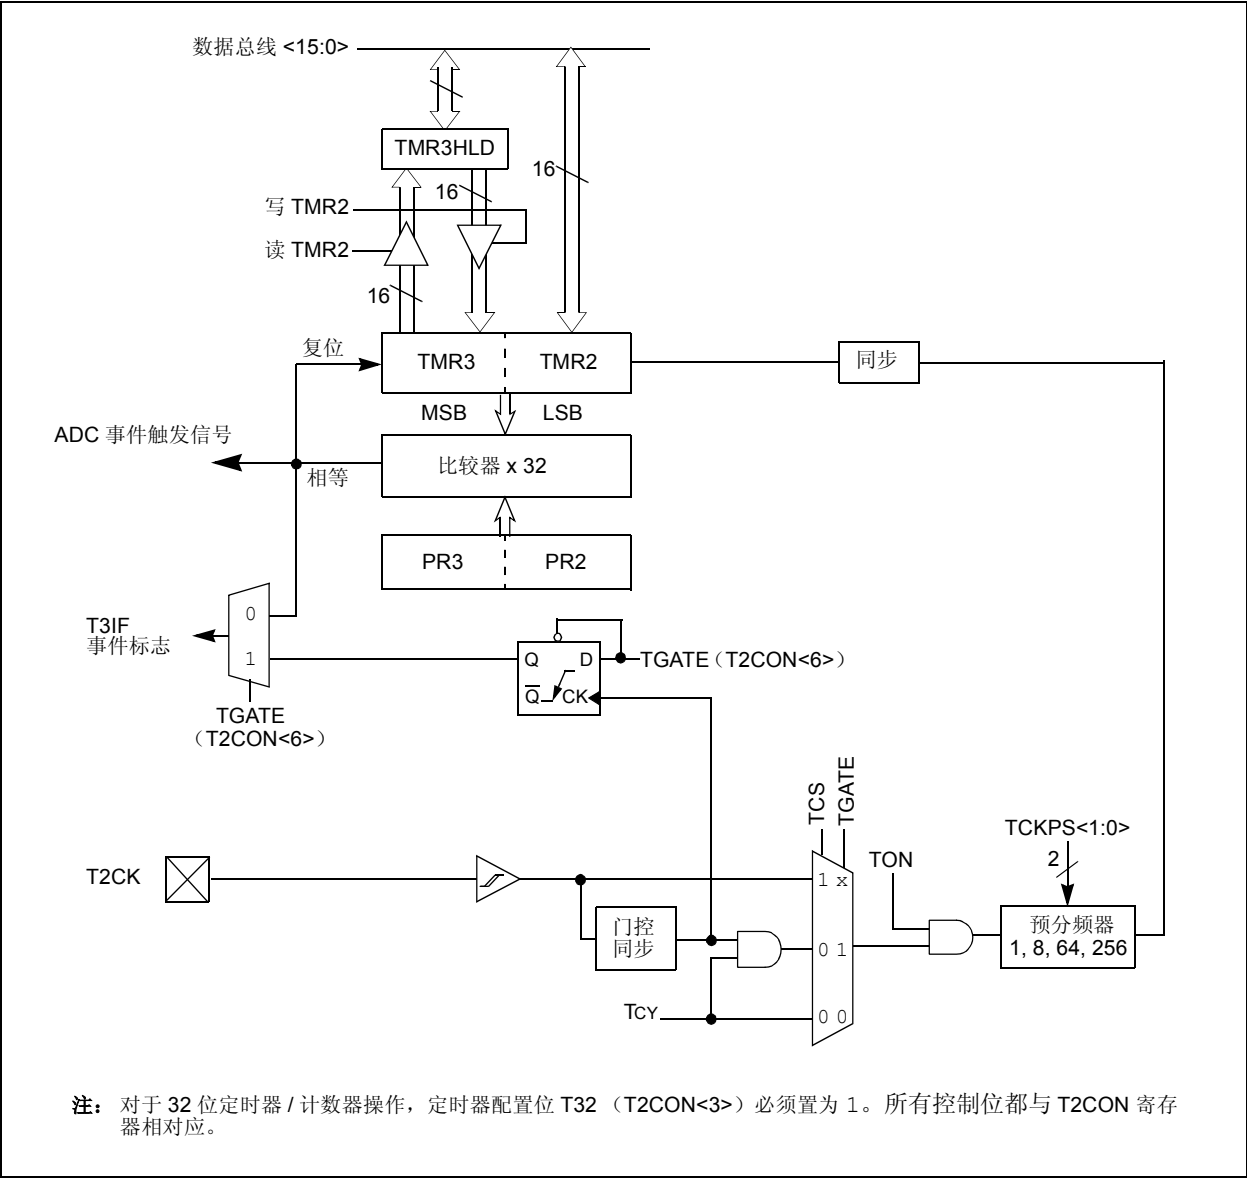 数据总线 <15:0>
TMR3HLD
16
16
写 TMR2
读 TMR2
16
复位
TMR3
TMR2
同步
MSB
LSB
ADC 事件触发信号
相等
比较器 x 32
PR3
PR2
0
1
T3IF
事件标志
TGATE
（T2CON<6>）
Q
D
Q
CK
TGATE（T2CON<6>）
TCS
TGATE
TCKPS<1:0>
2
TON
T2CK
1 x
门控
同步
0 1
预分频器
1, 8, 64, 256
TCY
0 0
注： 对于 32 位定时器 / 计数器操作，定时器配置位 T32 （T2CON<3>）必须置为 1。所有控制位都与 T2CON 寄存
器相对应。